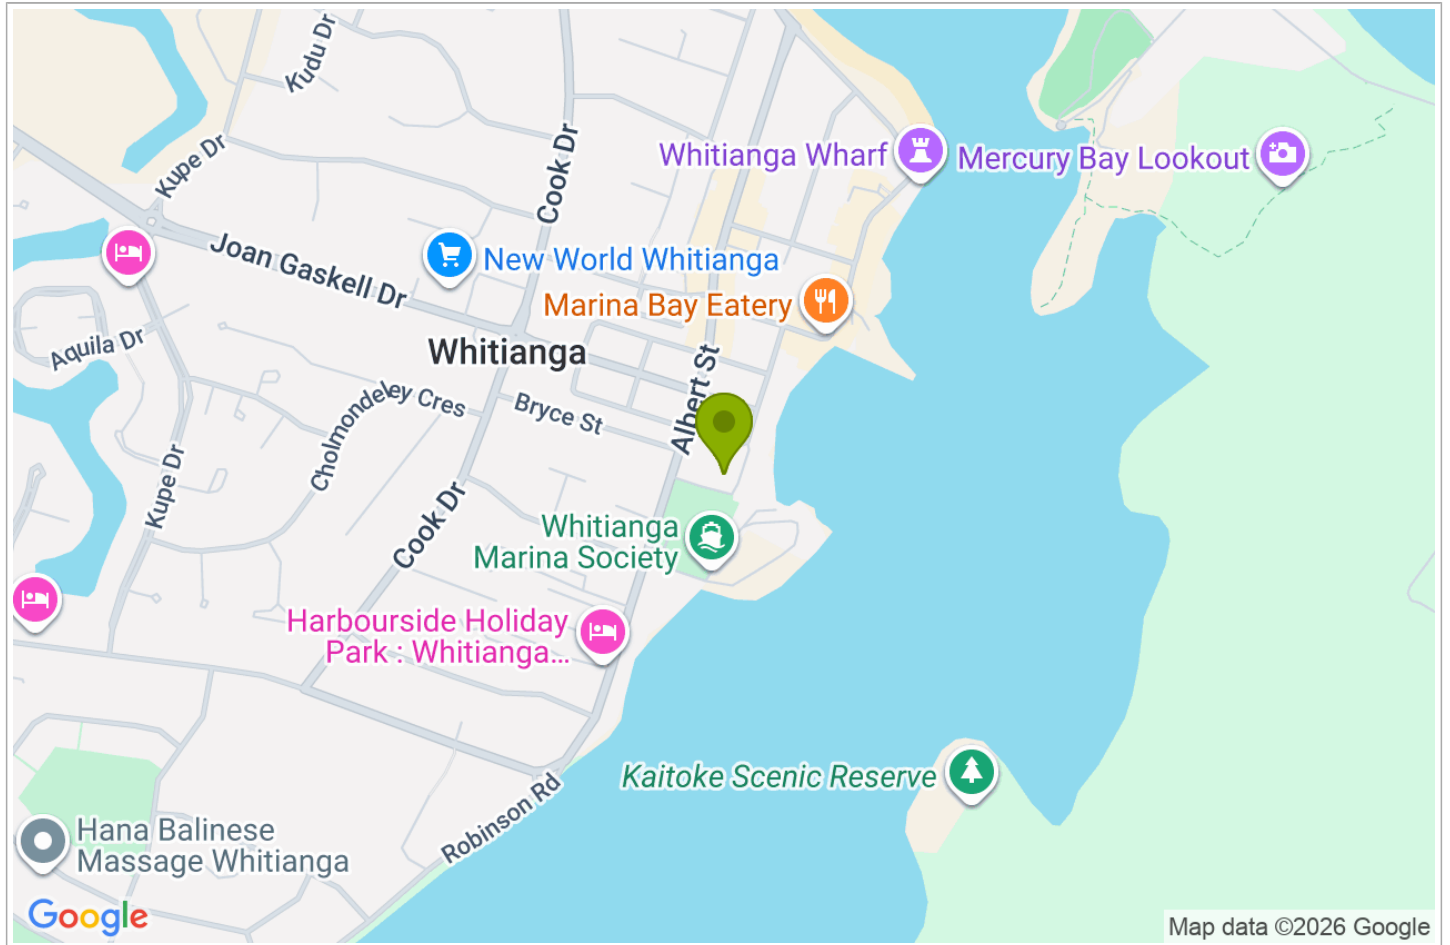 Kudu Dr
Kupe Dr
Cook Dr
Whitianga Wharf
Mercury Bay Lookout
Joan Gaskell Dr
New World Whitianga
Marina Bay Eatery
Aquila Dr
Whitianga
Albert St
Cholmondeley Cres
Bryce St
Kupe Dr
Cook Dr
Whitianga
Marina Society
Harbourside Holiday
Park : Whitianga...
Kaitoke Scenic Reserve
Robinson Rd
Hana Balinese
Massage Whitianga
Google
Map data ©2026 Google